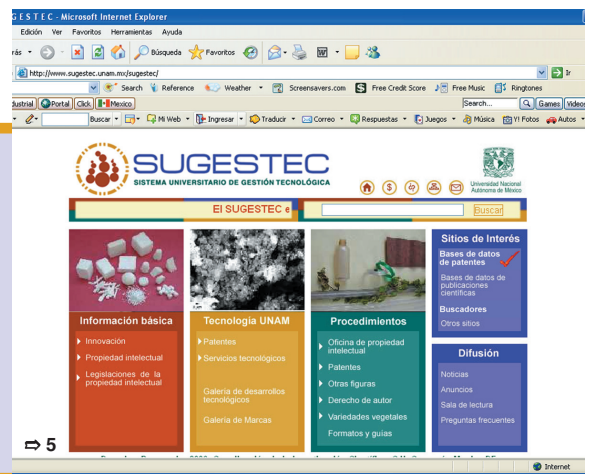 G E S T E C - Microsoft Internet Explorer
Edición Ver Favoritos Herramientas Ayuda
rás Búsqueda Favoritos
http://www.sugestec.unam.mx/sugestec/ Ir
Search Reference Weather Screensavers.com Free Credit Score Free Music Ringtones
dustrial Portal Click Mexico Search... Games Videos
Buscar Mi Web Ingresar Traducir Correo Respuestas Juegos Música Y! Fotos Autos
SUGESTEC
SISTEMA UNIVERSITARIO DE GESTIÓN TECNOLÓGICA
Universidad Nacional
Autónoma de México
El SUGESTEC e
Buscar
Información básica
Innovación
Propiedad intelectual
Legislaciones de la
propiedad intelectual
Tecnología UNAM
Patentes
Servicios tecnológicos
Galería de desarrollos
tecnológicos
Galería de Marcas
Procedimientos
Oficina de propiedad
intelectual
Patentes
Otras figuras
Derecho de autor
Variedades vegetales
Formatos y guías
Sitios de Interés
Bases de datos
de patentes
Bases de datos de
publicaciones
científicas
Buscadores
Otros sitios
Difusión
Noticias
Anuncios
Sala de lectura
Preguntas frecuentes
⇨ 5
Internet